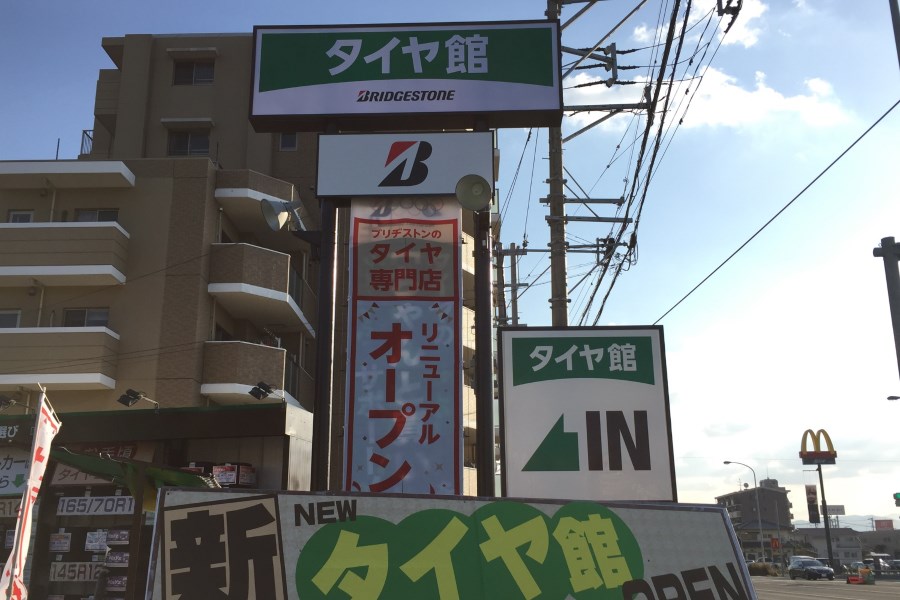 タイヤ館
BRIDGESTONE
B
ブリヂストンの
タイヤ
専門店
リニューアル
オープン
タイヤ館
IN
新
NEW
タイヤ館
OPEN
165/70R1
145R12